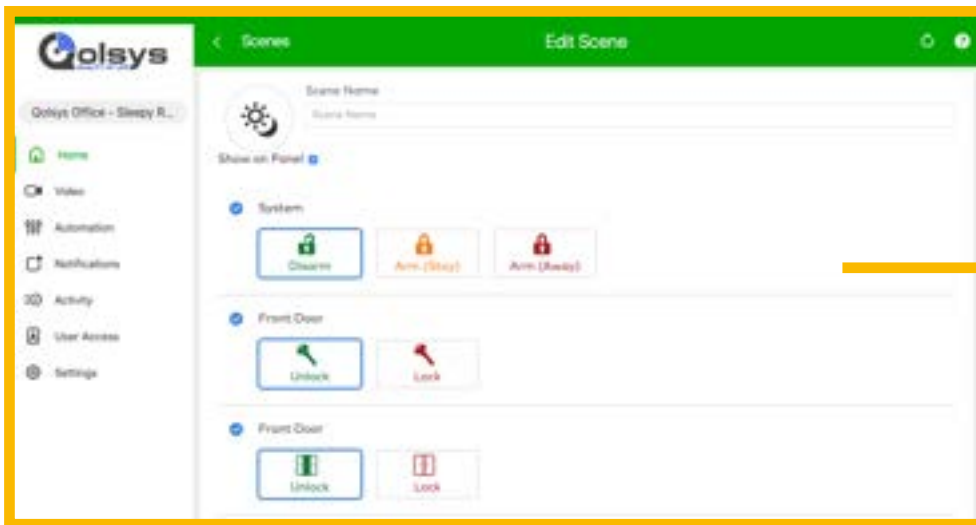 Qolsys
Scenes
Edit Scene
Qolsys Office - Sleepy R...
Home
Video
Automation
Notifications
Activity
User Access
Settings
Scene Name
Scene Name
Show on Panel
System
Disarm
Arm (Stay)
Arm (Away)
Front Door
Unlock
Lock
Front Door
Unlock
Lock